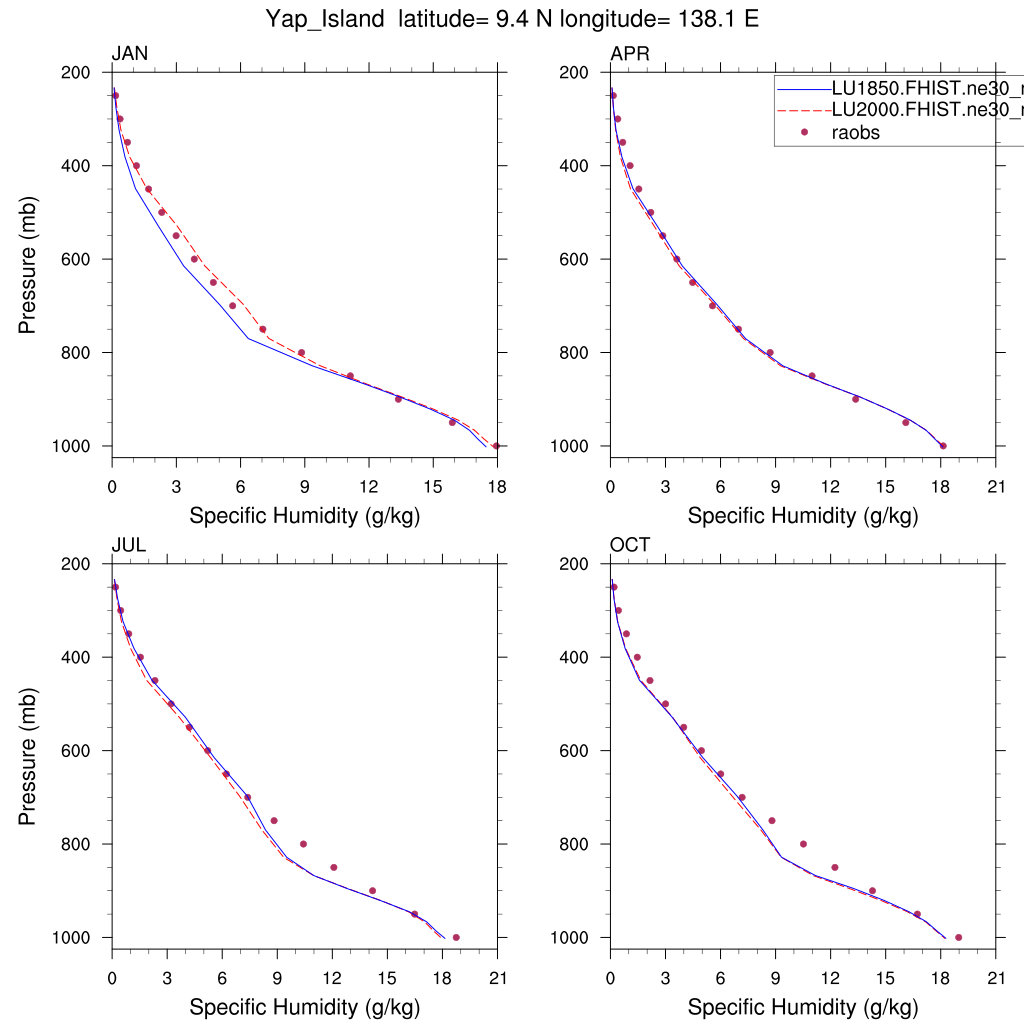 Yap_Island latitude= 9.4 N longitude= 138.1 E
JAN
200
400
600
800
1000
0 3 6 9 12 15 18
Pressure (mb)
Specific Humidity (g/kg)
APR
LU1850.FHIST.ne30_
LU2000.FHIST.ne30_
raobs
200
400
600
800
1000
0 3 6 9 12 15 18 21
Specific Humidity (g/kg)
JUL
200
400
600
800
1000
0 3 6 9 12 15 18 21
Pressure (mb)
Specific Humidity (g/kg)
OCT
200
400
600
800
1000
0 3 6 9 12 15 18 21
Specific Humidity (g/kg)